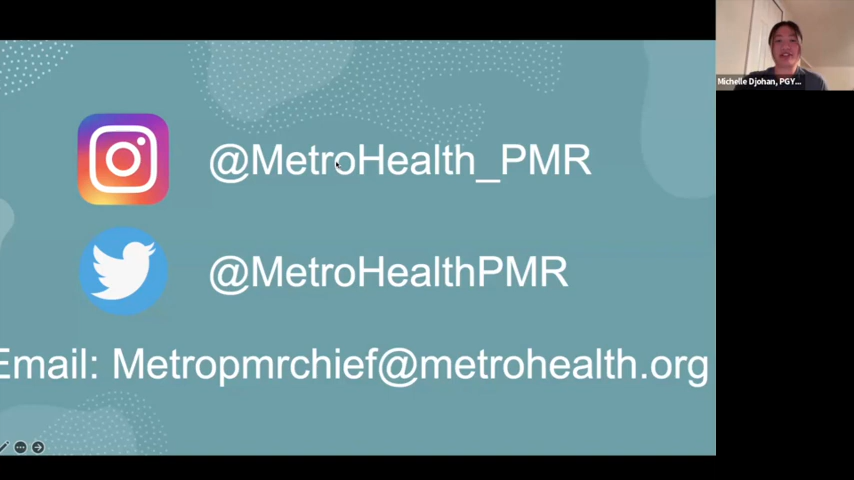 @MetroHealth_PMR
@MetroHealthPMR
Email: Metropmrchief@metrohealth.org
Michelle Djohan, PGY...